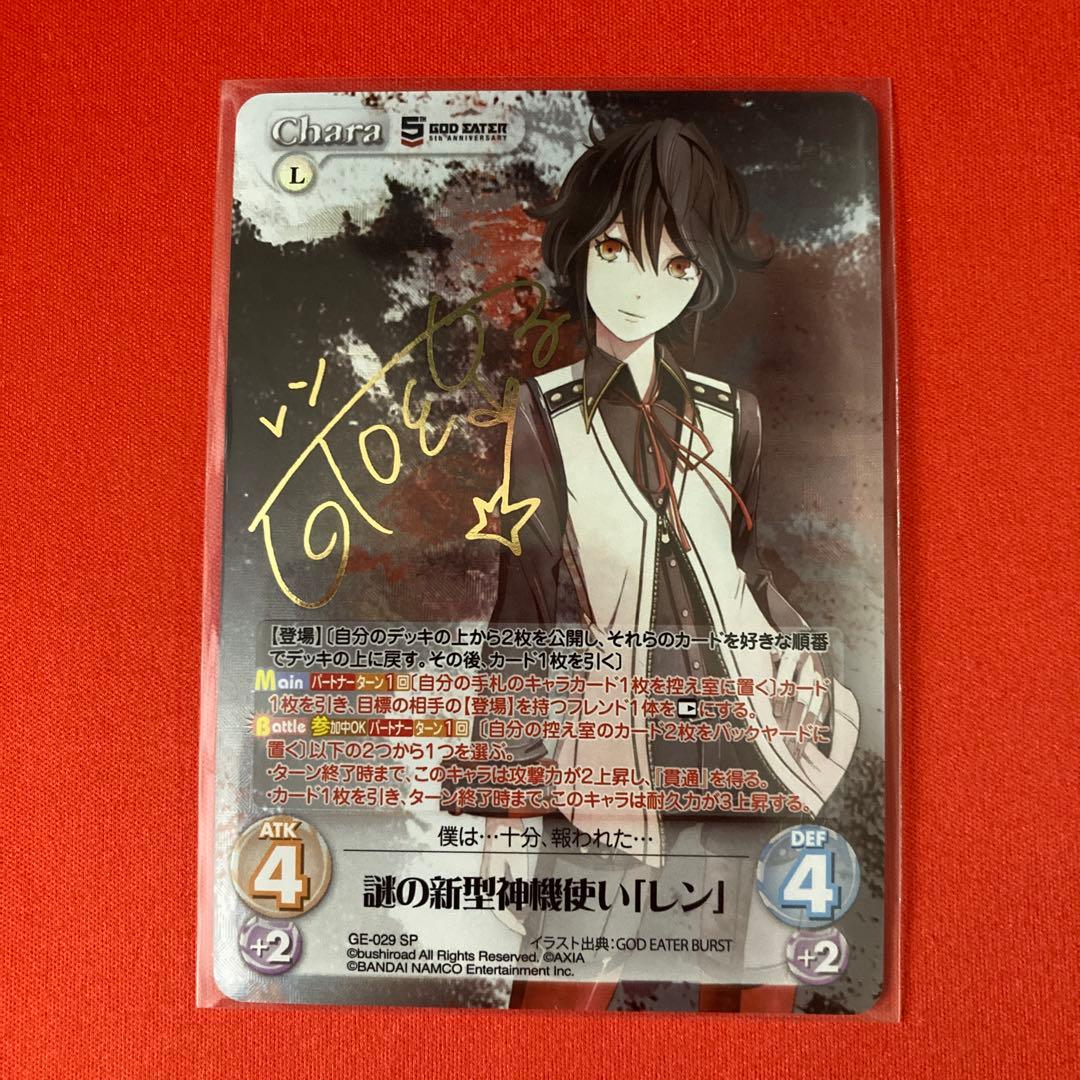 Chara 5TH GOD EATER
5th ANNIVERSARY
L
レン
【登場】〔自分のデッキの上から2枚を公開し、それらのカードを好きな順番
でデッキの上に戻す。その後、カード1枚を引く〕
Main パートナー ターン1回 〔自分の手札のキャラカード1枚を控え室に置く〕カード
1枚を引き、目標の相手の【登場】を持つフレンド1体を にする。
Battle 参加中OK パートナー ターン1回 〔自分の控え室のカード2枚をバックヤードに
置く〕以下の2つから1つを選ぶ。
・ターン終了時まで、このキャラは攻撃力が2上昇し、『貫通』を得る。
・カード1枚を引き、ターン終了時まで、このキャラは耐久力が3上昇する。
僕は…十分、報われた…
ATK
4
+2
謎の新型神機使い「レン」
DEF
4
+2
GE-029 SP イラスト出典：GOD EATER BURST
©bushiroad All Rights Reserved. ©AXIA
©BANDAI NAMCO Entertainment Inc.